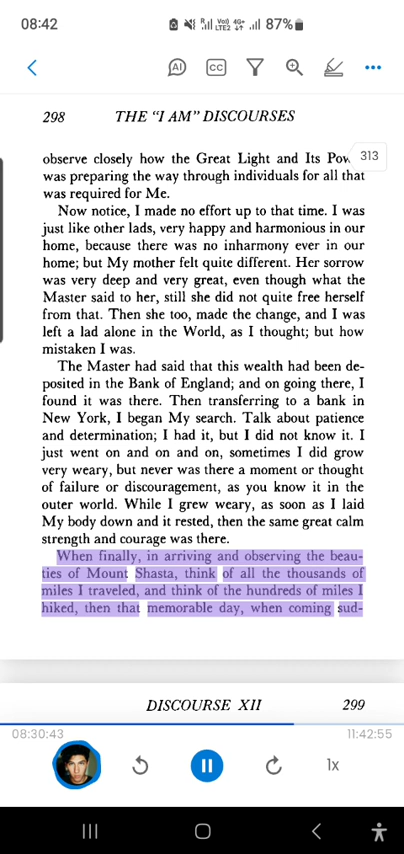 08:42
R
Vo))
LTE2
4G+
87%
AI
CC
298 THE “I AM” DISCOURSES
313
observe closely how the Great Light and Its
was preparing the way through individuals for all that
was required for Me.
Now notice, I made no effort up to that time. I was
just like other lads, very happy and harmonious in our
home, because there was no inharmony ever in our
home; but My mother felt quite different. Her sorrow
was very deep and very great, even though what the
Master said to her, still she did not quite free herself
from that. Then she too, made the change, and I was
left a lad alone in the World, as I thought; but how
mistaken I was.
The Master had said that this wealth had been de-
posited in the Bank of England; and on going there, I
found it was there. Then transferring to a bank in
New York, I began My search. Talk about patience
and determination; I had it, but I did not know it. I
just went on and on and on, sometimes I did grow
very weary, but never was there a moment or thought
of failure or discouragement, as you know it in the
outer world. While I grew weary, as soon as I laid
My body down and it rested, then the same great calm
strength and courage was there.
When finally, in arriving and observing the beau-
ties of Mount Shasta, think of all the thousands of
miles I traveled, and think of the hundreds of miles I
hiked, then that memorable day, when coming sud-
DISCOURSE XII 299
08:30:43
11:42:55
1x